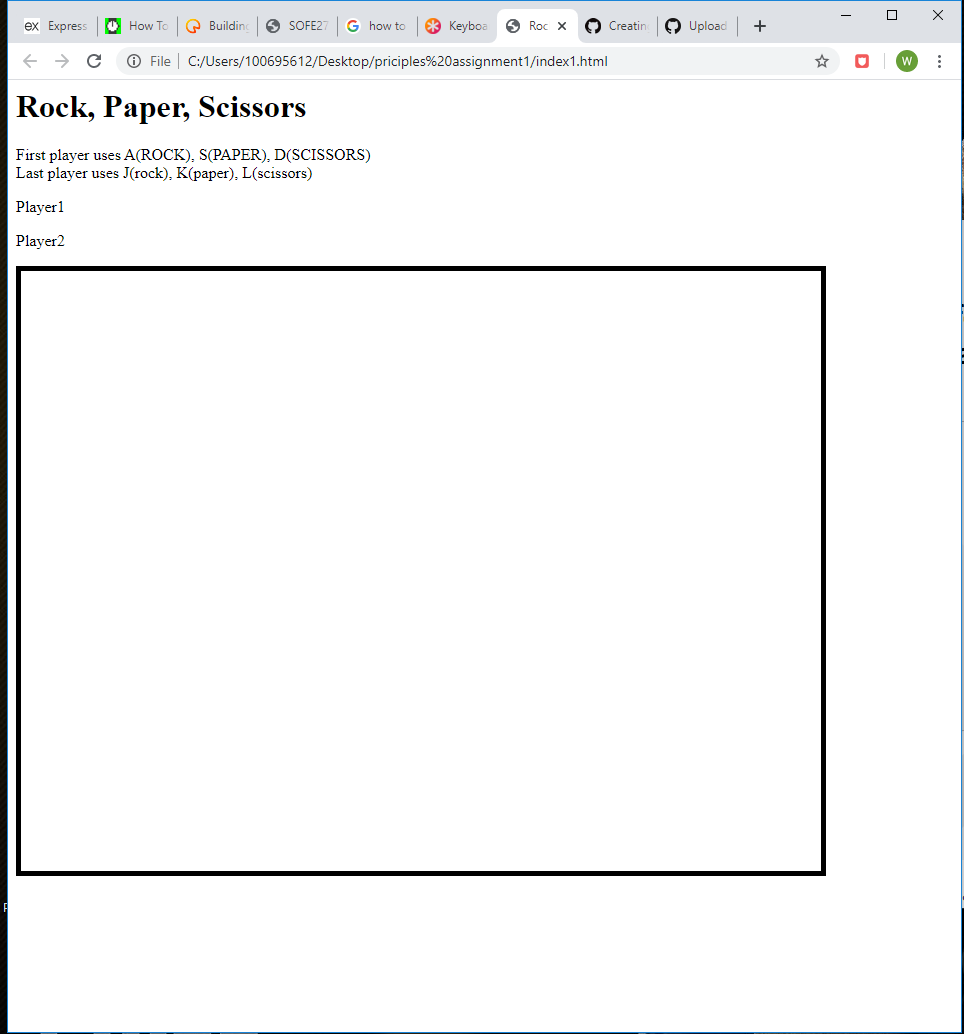 ex Express How To Building SOFE27 how to Keyboa Roc Creatin Upload
File C:/Users/100695612/Desktop/priciples%20assignment1/index1.html W
Rock, Paper, Scissors
First player uses A(ROCK), S(PAPER), D(SCISSORS)
Last player uses J(rock), K(paper), L(scissors)
Player1
Player2